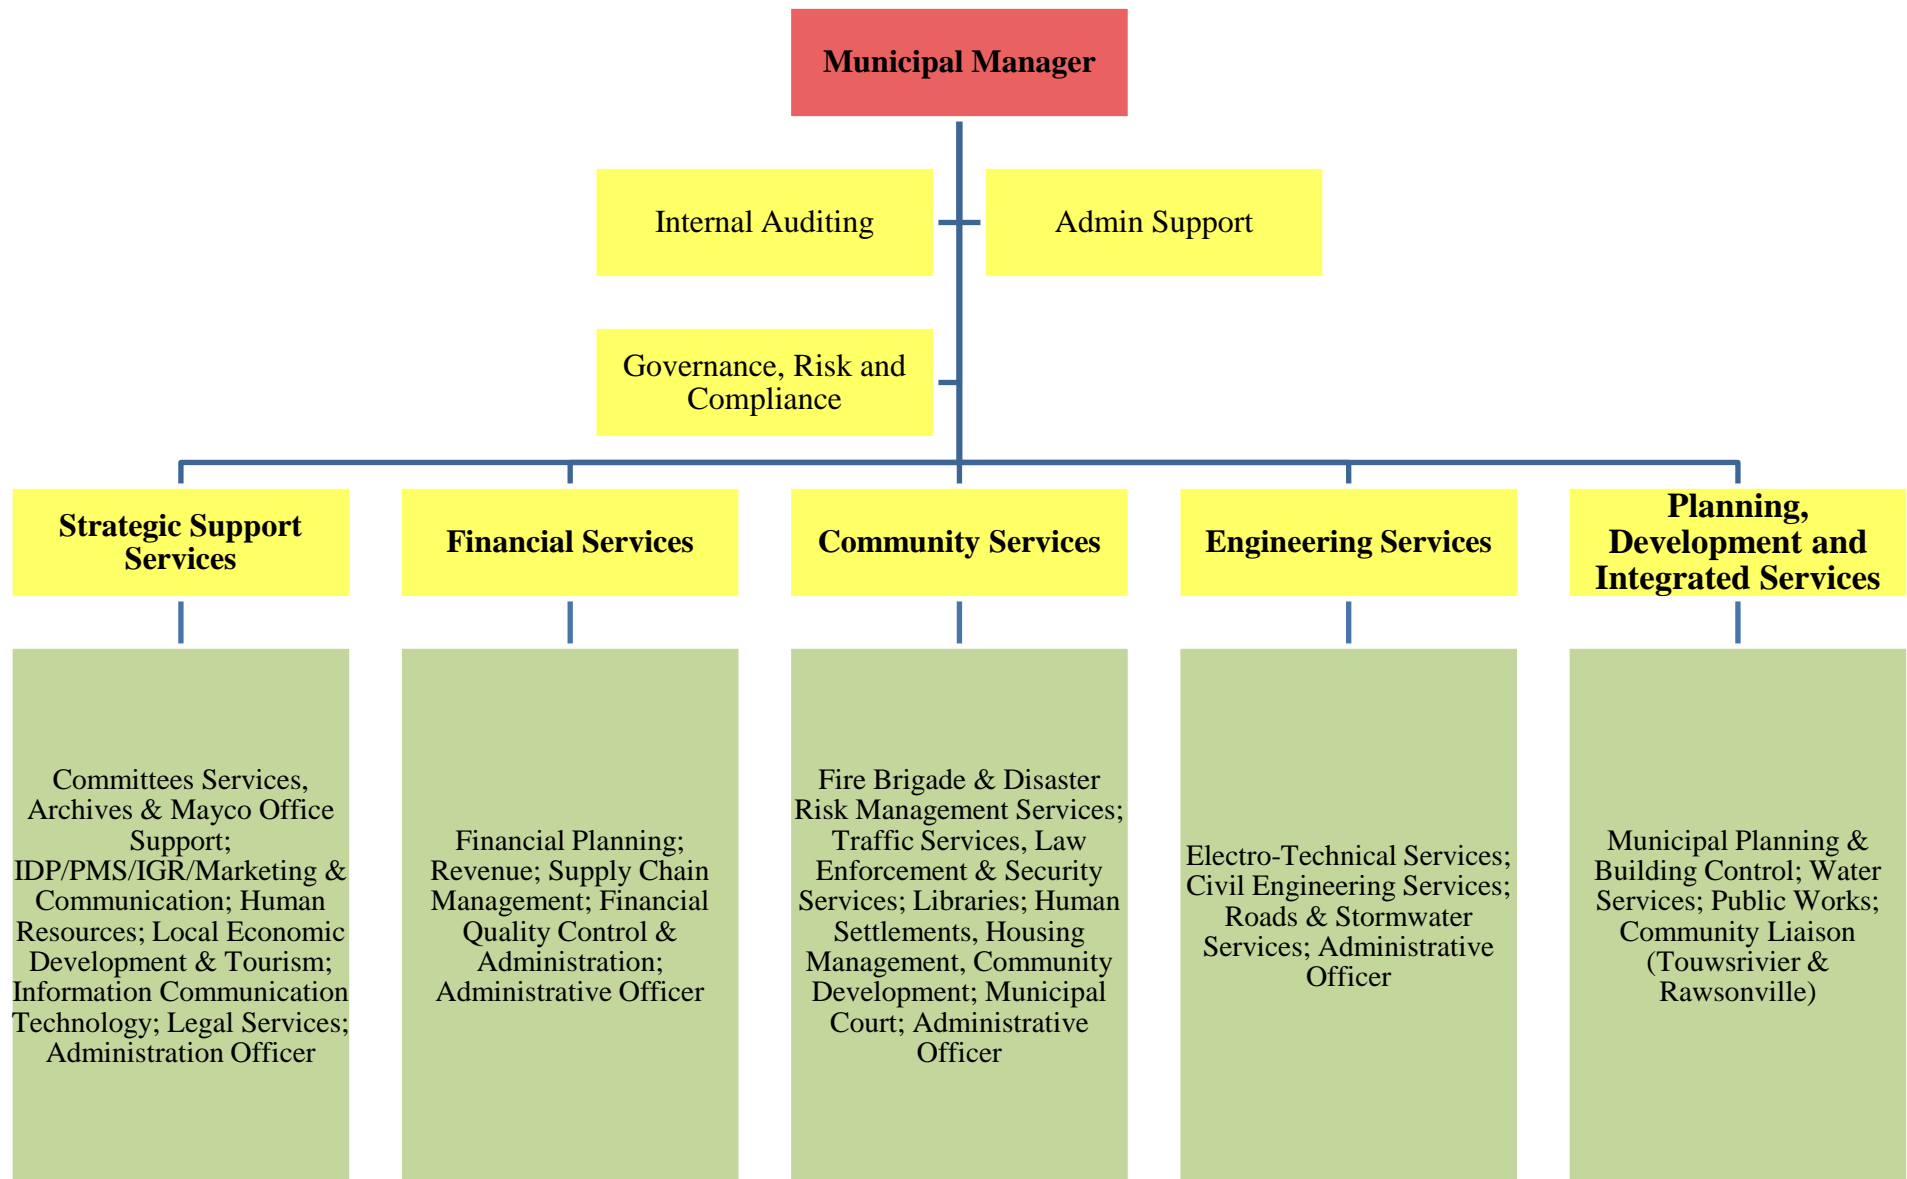 Municipal Manager
Internal Auditing
Admin Support
Governance, Risk and
Compliance
Strategic Support
Services
Financial Services
Community Services
Engineering Services
Planning,
Development and
Integrated Services
Committees Services,
Archives & Mayco Office
Support;
IDP/PMS/IGR/Marketing &
Communication; Human
Resources; Local Economic
Development & Tourism;
Information Communication
Technology; Legal Services;
Administration Officer
Financial Planning;
Revenue; Supply Chain
Management; Financial
Quality Control &
Administration;
Administrative Officer
Fire Brigade & Disaster
Risk Management Services;
Traffic Services, Law
Enforcement & Security
Services; Libraries; Human
Settlements, Housing
Management, Community
Development; Municipal
Court; Administrative
Officer
Electro-Technical Services;
Civil Engineering Services;
Roads & Stormwater
Services; Administrative
Officer
Municipal Planning &
Building Control; Water
Services; Public Works;
Community Liaison
(Touwsrivier &
Rawsonville)